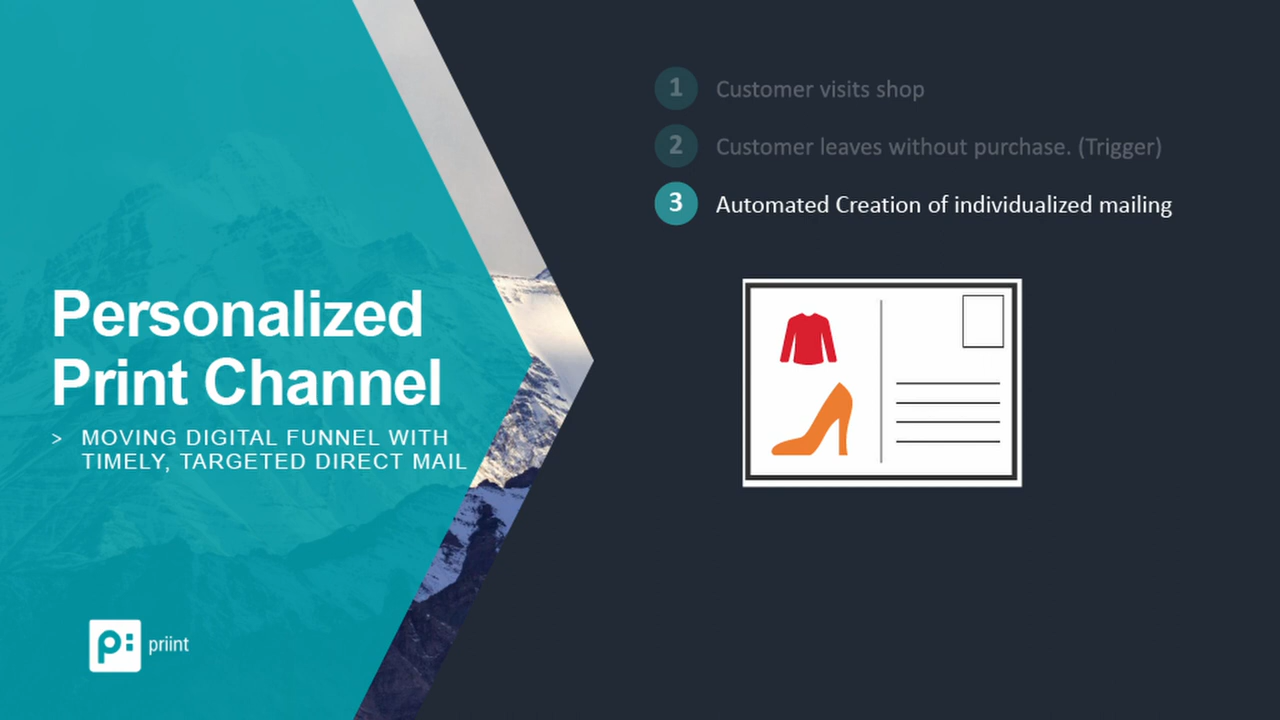 Personalized
Print Channel
> MOVING DIGITAL FUNNEL WITH
TIMELY, TARGETED DIRECT MAIL
p: priint
1 Customer visits shop
2 Customer leaves without purchase. (Trigger)
3 Automated Creation of individualized mailing